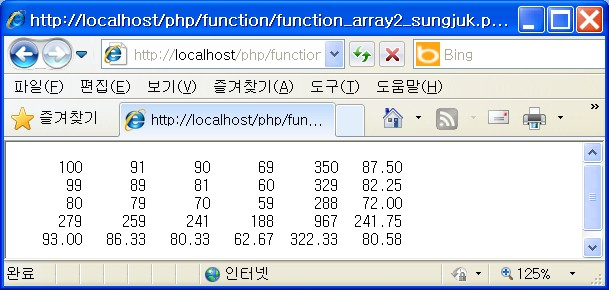 http://localhost/php/function/function_array2_sungjuk.p...
http://localhost/php/function
Bing
파일(F) 편집(E) 보기(V) 즐겨찾기(A) 도구(T) 도움말(H)
즐겨찾기 http://localhost/php/fun... »
100 91 90 69 350 87.50
99 89 81 60 329 82.25
80 79 70 59 288 72.00
279 259 241 188 967 241.75
93.00 86.33 80.33 62.67 322.33 80.58
완료 인터넷 125%